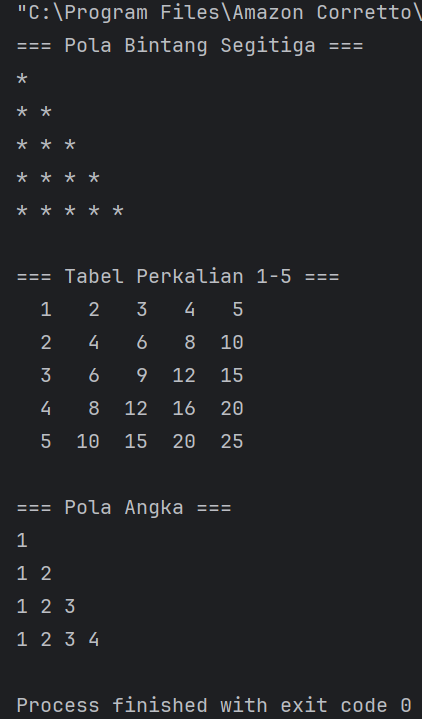 "C:\Program Files\Amazon Corretto\
=== Pola Bintang Segitiga ===
*
* *
* * *
* * * *
* * * * *
=== Tabel Perkalian 1-5 ===
  1   2   3   4   5
  2   4   6   8  10
  3   6   9  12  15
  4   8  12  16  20
  5  10  15  20  25
=== Pola Angka ===
1
1 2
1 2 3
1 2 3 4
Process finished with exit code 0